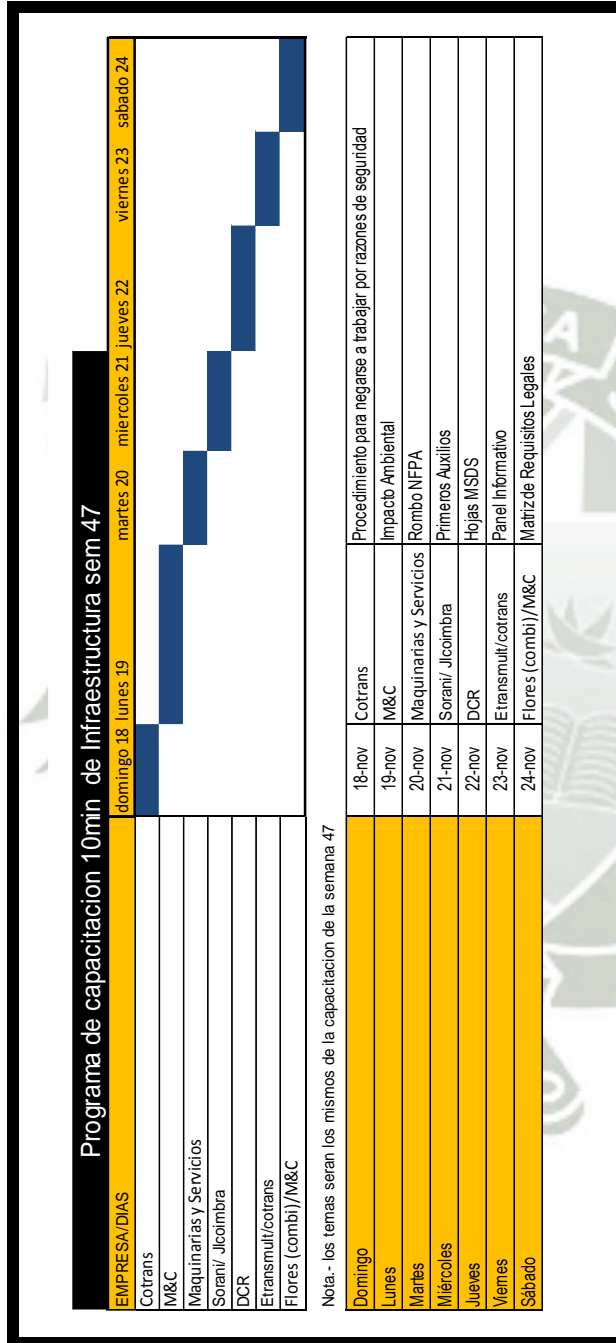 Programa de capacitacion 10min de Infraestructura sem 47
EMPRESA/DIAS domingo 18 lunes 19 martes 20 miercoles 21 jueves 22 viernes 23 sabado 24
Cotrans
M&C
Maquinarias y Servicios
Sorani/ Jlcoimbra
DCR
Etransmult/cotrans
Flores (combi)/M&C
Nota.- los temas seran los mismos de la capacitacion de la semana 47
Domingo 18-nov Cotrans Procedimiento para negarse a trabajar por razones de seguridad
Lunes 19-nov M&C Impacto Ambiental
Martes 20-nov Maquinarias y Servicios Rombo NFPA
Miércoles 21-nov Sorani/ Jlcoimbra Primeros Auxilios
Jueves 22-nov DCR Hojas MSDS
Viernes 23-nov Etransmult/cotrans Panel Informativo
Sábado 24-nov Flores (combi)/M&C Matriz de Requisitos Legales